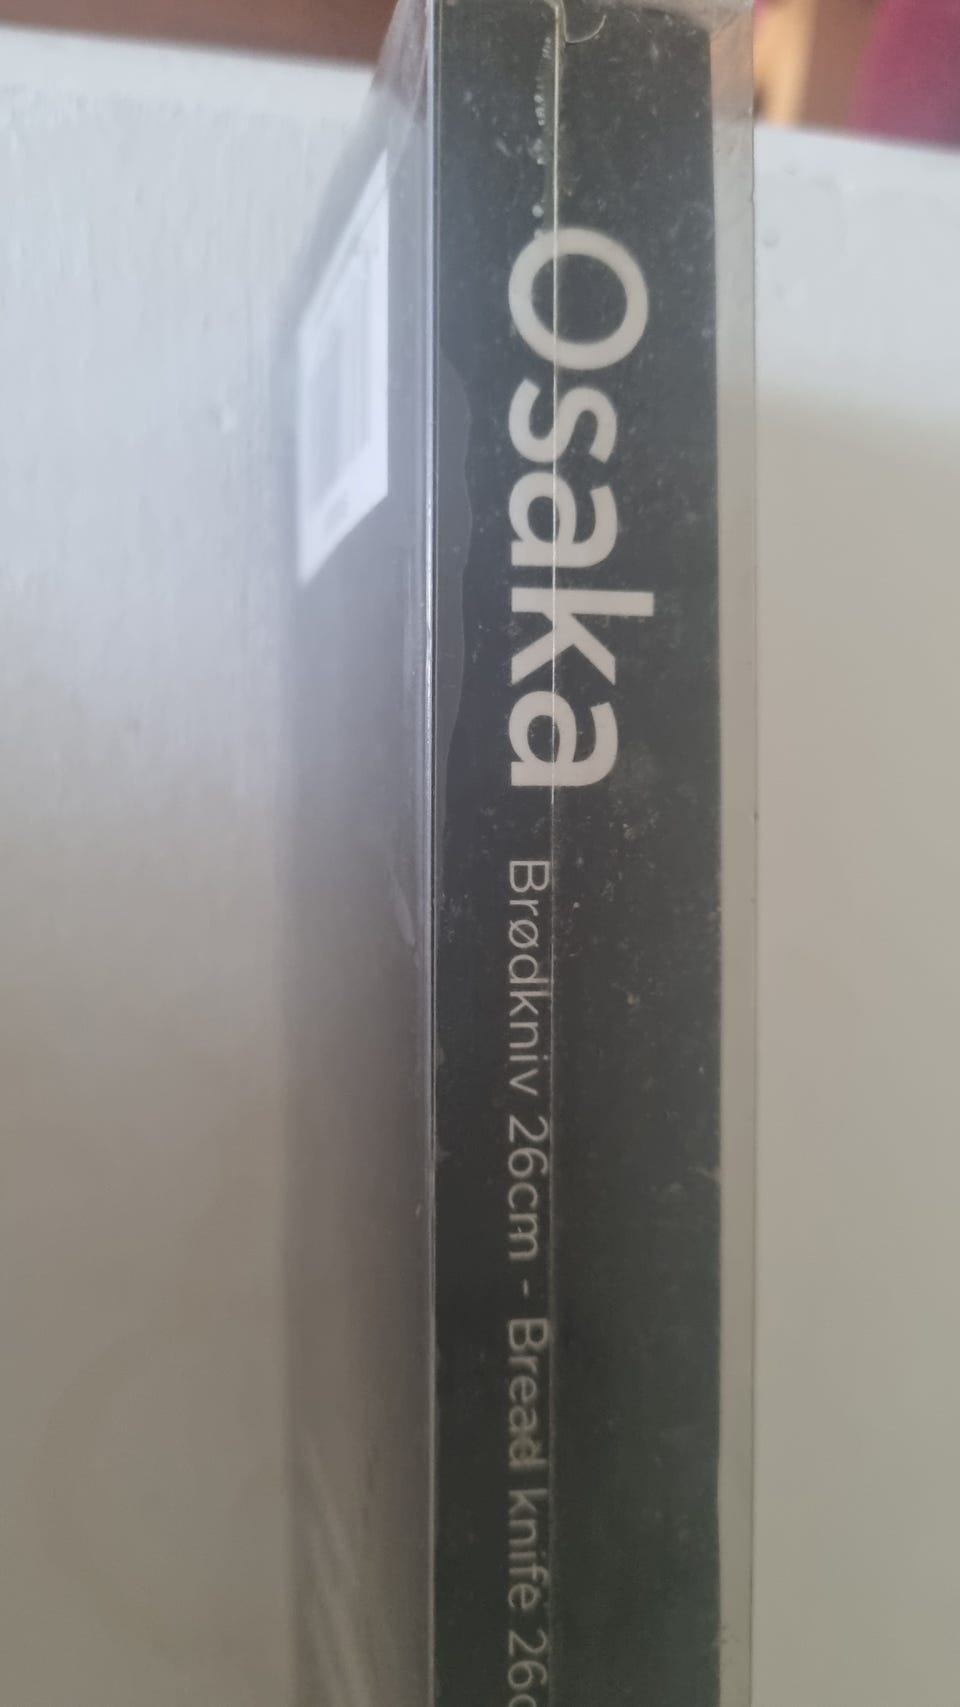 Osaka Brødkniv 26cm - Bread knife